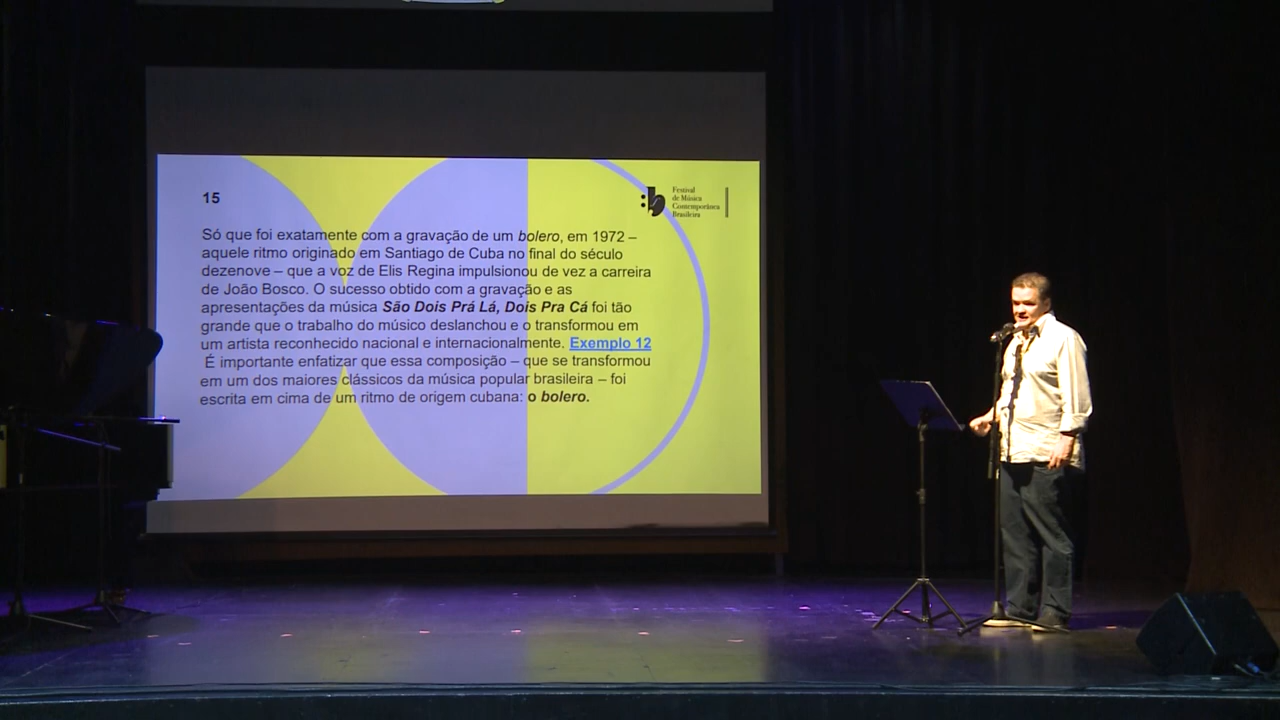 15
Festival
de Música
Contemporânea
Brasileira
Só que foi exatamente com a gravação de um bolero, em 1972 –
aquele ritmo originado em Santiago de Cuba no final do século
dezenove – que a voz de Elis Regina impulsionou de vez a carreira
de João Bosco. O sucesso obtido com a gravação e as
apresentações da música São Dois Prá Lá, Dois Pra Cá foi tão
grande que o trabalho do músico deslanchou e o transformou em
um artista reconhecido nacional e internacionalmente. Exemplo 12
É importante enfatizar que essa composição – que se transformou
em um dos maiores clássicos da música popular brasileira – foi
escrita em cima de um ritmo de origem cubana: o bolero.